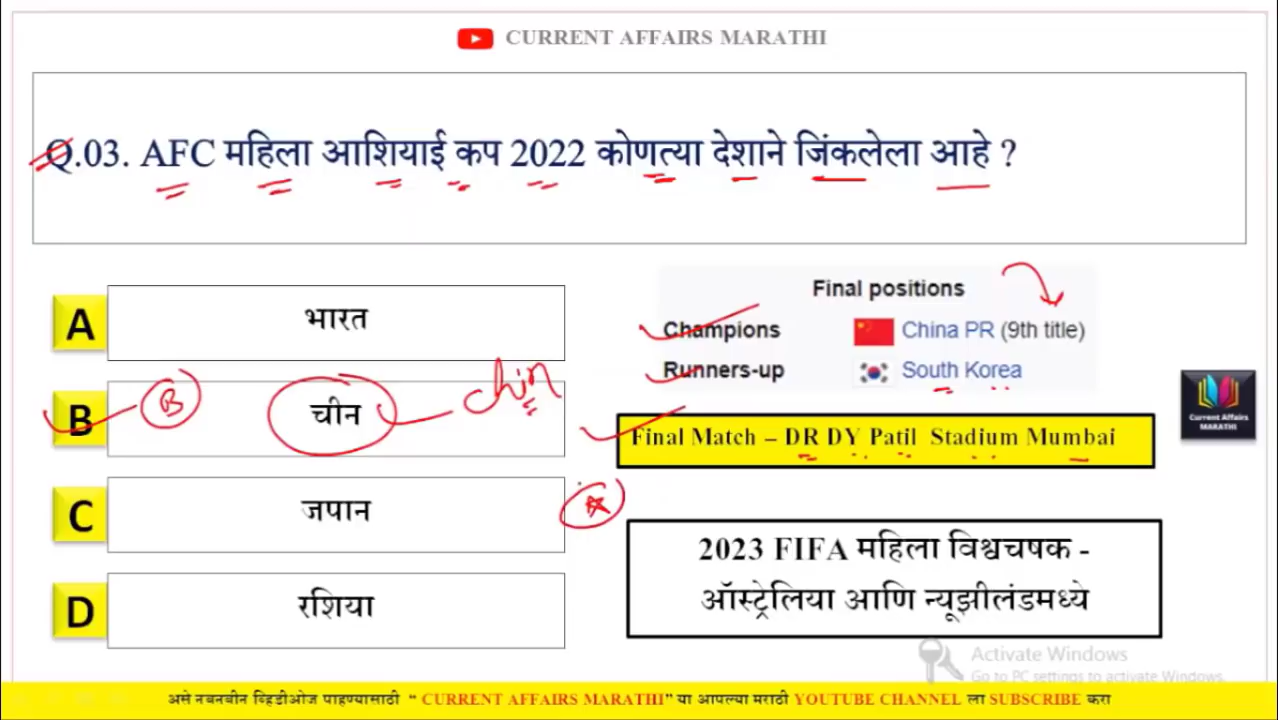 CURRENT AFFAIRS MARATHI
Q.03. AFC महिला आशियाई कप 2022 कोणत्या देशाने जिंकलेला आहे ?
A
भारत
B
B
चीन
chin
C
जपान
D
रशिया
Final positions
Champions China PR (9th title)
Runners-up South Korea
Final Match – DR DY Patil Stadium Mumbai
2023 FIFA महिला विश्वचषक -
ऑस्ट्रेलिया आणि न्यूझीलंडमध्ये
Current Affairs
MARATHI
Activate Windows
Go to PC settings to activate Windows.
असे नवनवीन व्हिडीओज पाहण्यासाठी “ CURRENT AFFAIRS MARATHI” या आपल्या मराठी YOUTUBE CHANNEL ला SUBSCRIBE करा